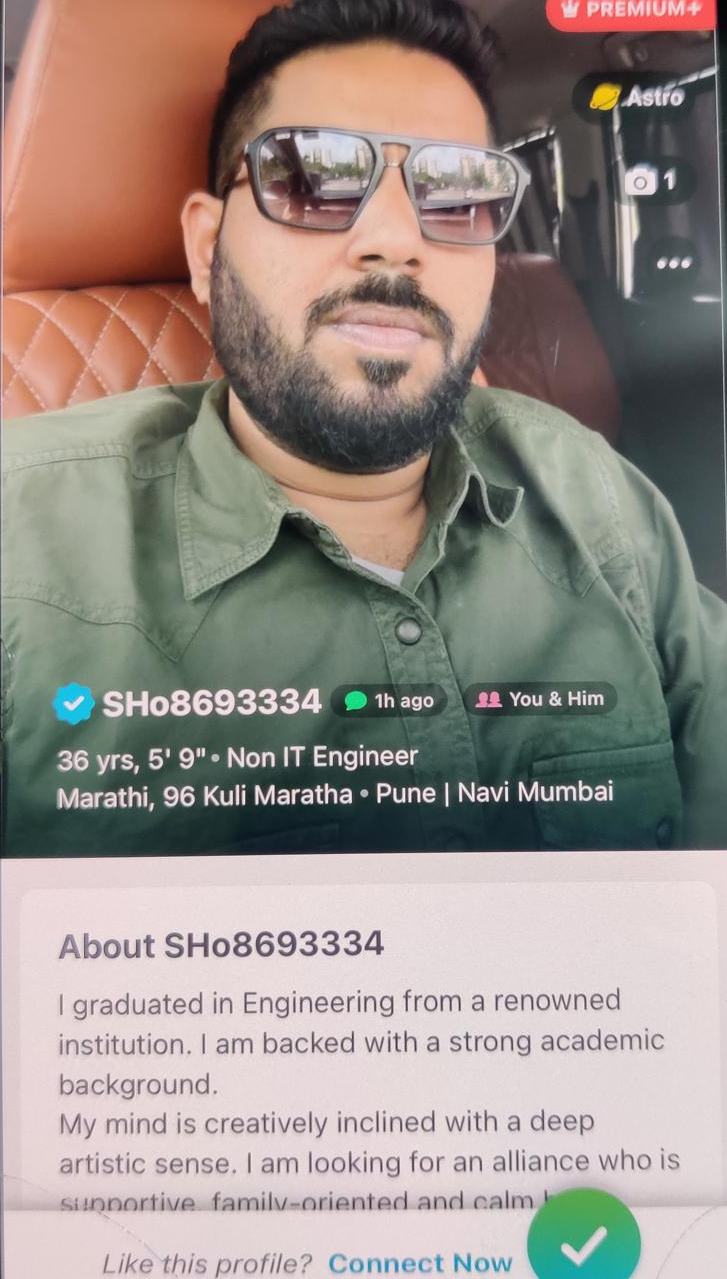 PREMIUM+
Astro
1
SHo8693334 1h ago You & Him
36 yrs, 5' 9" • Non IT Engineer
Marathi, 96 Kuli Maratha • Pune | Navi Mumbai
About SHo8693334
I graduated in Engineering from a renowned
institution. I am backed with a strong academic
background.
My mind is creatively inclined with a deep
artistic sense. I am looking for an alliance who is
supportive, family-oriented and calm
Like this profile? Connect Now